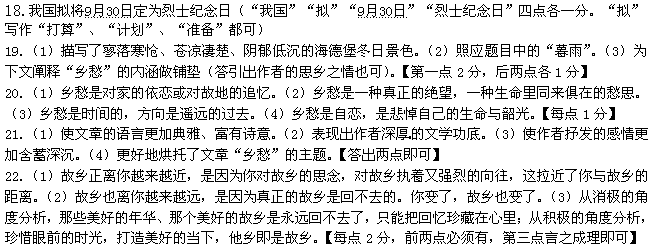 18.我国拟将9月30日定为烈士纪念日(“我国”“拟”“9月30日”“烈士纪念日”四点各一分。“拟”
写作“打算”、“计划”、“准备”都可)
19.(1)描写了寥落寒怆、苍凉凄楚、阴郁低沉的海德堡冬日景色。(2)照应题目中的“暮雨”。(3)为
下文阐释“乡愁”的内涵做铺垫(答引出作者的思乡之情也可)。【第一点2分,后两点各1分】
20.(1)乡愁是对家的依恋或对故地的追忆。(2)乡愁是一种真正的绝望,一种生命里同来俱在的愁思。
(3)乡愁是时间的,方向是遥远的过去。(4)乡愁是自恋,是悲悼自己的生命与韶光。【每点1分】
21.(1)使文章的语言更加典雅、富有诗意。(2)表现出作者深厚的文学功底。(3)使作者抒发的感情更
加含蓄深沉。(4)更好地烘托了文章“乡愁”的主题。【答出两点即可】
22.(1)故乡正离你越来越近,是因为你对故乡的思念,对故乡执着又强烈的向往,这拉近了你与故乡的
距离。(2)故乡也离你越来越远,是因为真正的故乡是回不去的。你变了,故乡也变了。(3)从消极的角
度分析,那些美好的年华、那个美好的故乡是永远回不去了,只能把回忆珍藏在心里;从积极的角度分析,
珍惜眼前的时光,打造美好的当下,他乡即是故乡。【每点2分,前两点必须有,第三点言之成理即可】